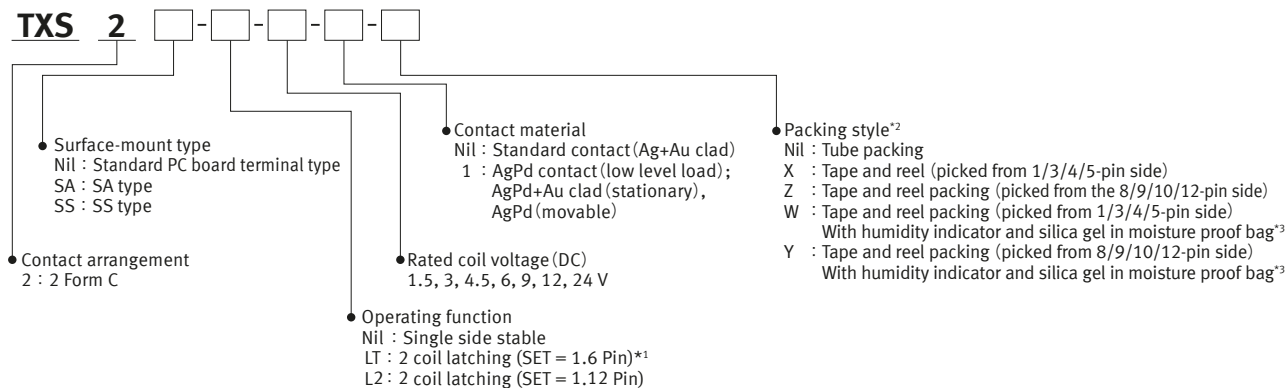 TXS 2 - - - -
Surface-mount type
Nil : Standard PC board terminal type
SA : SA type
SS : SS type
Contact arrangement
2 : 2 Form C
Contact material
Nil : Standard contact (Ag+Au clad)
1 : AgPd contact (low level load);
AgPd+Au clad (stationary),
AgPd (movable)
Rated coil voltage (DC)
1.5, 3, 4.5, 6, 9, 12, 24 V
Operating function
Nil : Single side stable
LT : 2 coil latching (SET = 1.6 Pin)*1
L2 : 2 coil latching (SET = 1.12 Pin)
Packing style*2
Nil : Tube packing
X : Tape and reel (picked from 1/3/4/5-pin side)
Z : Tape and reel packing (picked from the 8/9/10/12-pin side)
W : Tape and reel packing (picked from 1/3/4/5-pin side)
With humidity indicator and silica gel in moisture proof bag*3
Y : Tape and reel packing (picked from 8/9/10/12-pin side)
With humidity indicator and silica gel in moisture proof bag*3